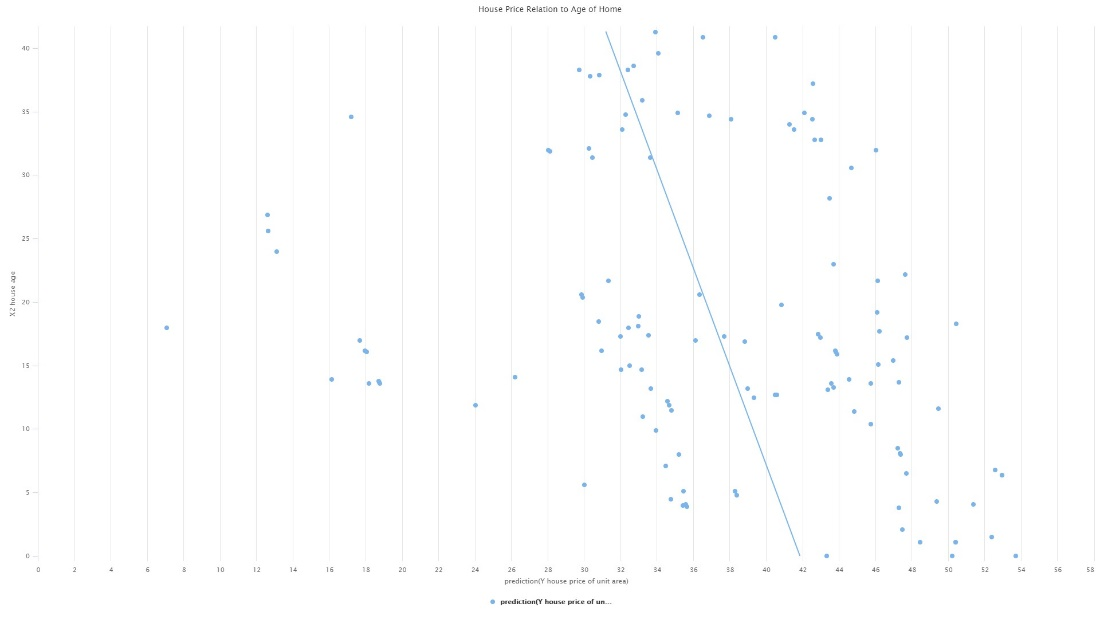 House Price Relation to Age of Home
40
35
30
25
20
15
10
5
0
X2 house age
0 2 4 6 8 10 12 14 16 18 20 22 24 26 28 30 32 34 36 38 40 42 44 46 48 50 52 54 56 58
prediction(Y house price of unit area)
prediction(Y house price of un...